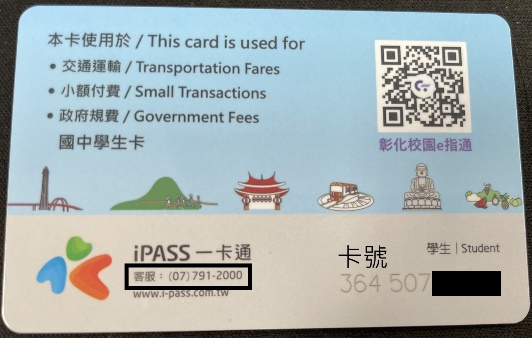 本卡使用於 / This card is used for
• 交通運輸 / Transportation Fares
• 小額付費 / Small Transactions
• 政府規費 / Government Fees
國中學生卡
彰化校園e指通
iPASS 一卡通
客服：(07)791-2000
www.i-pass.com.tw
學生 | Student
卡號
364 507